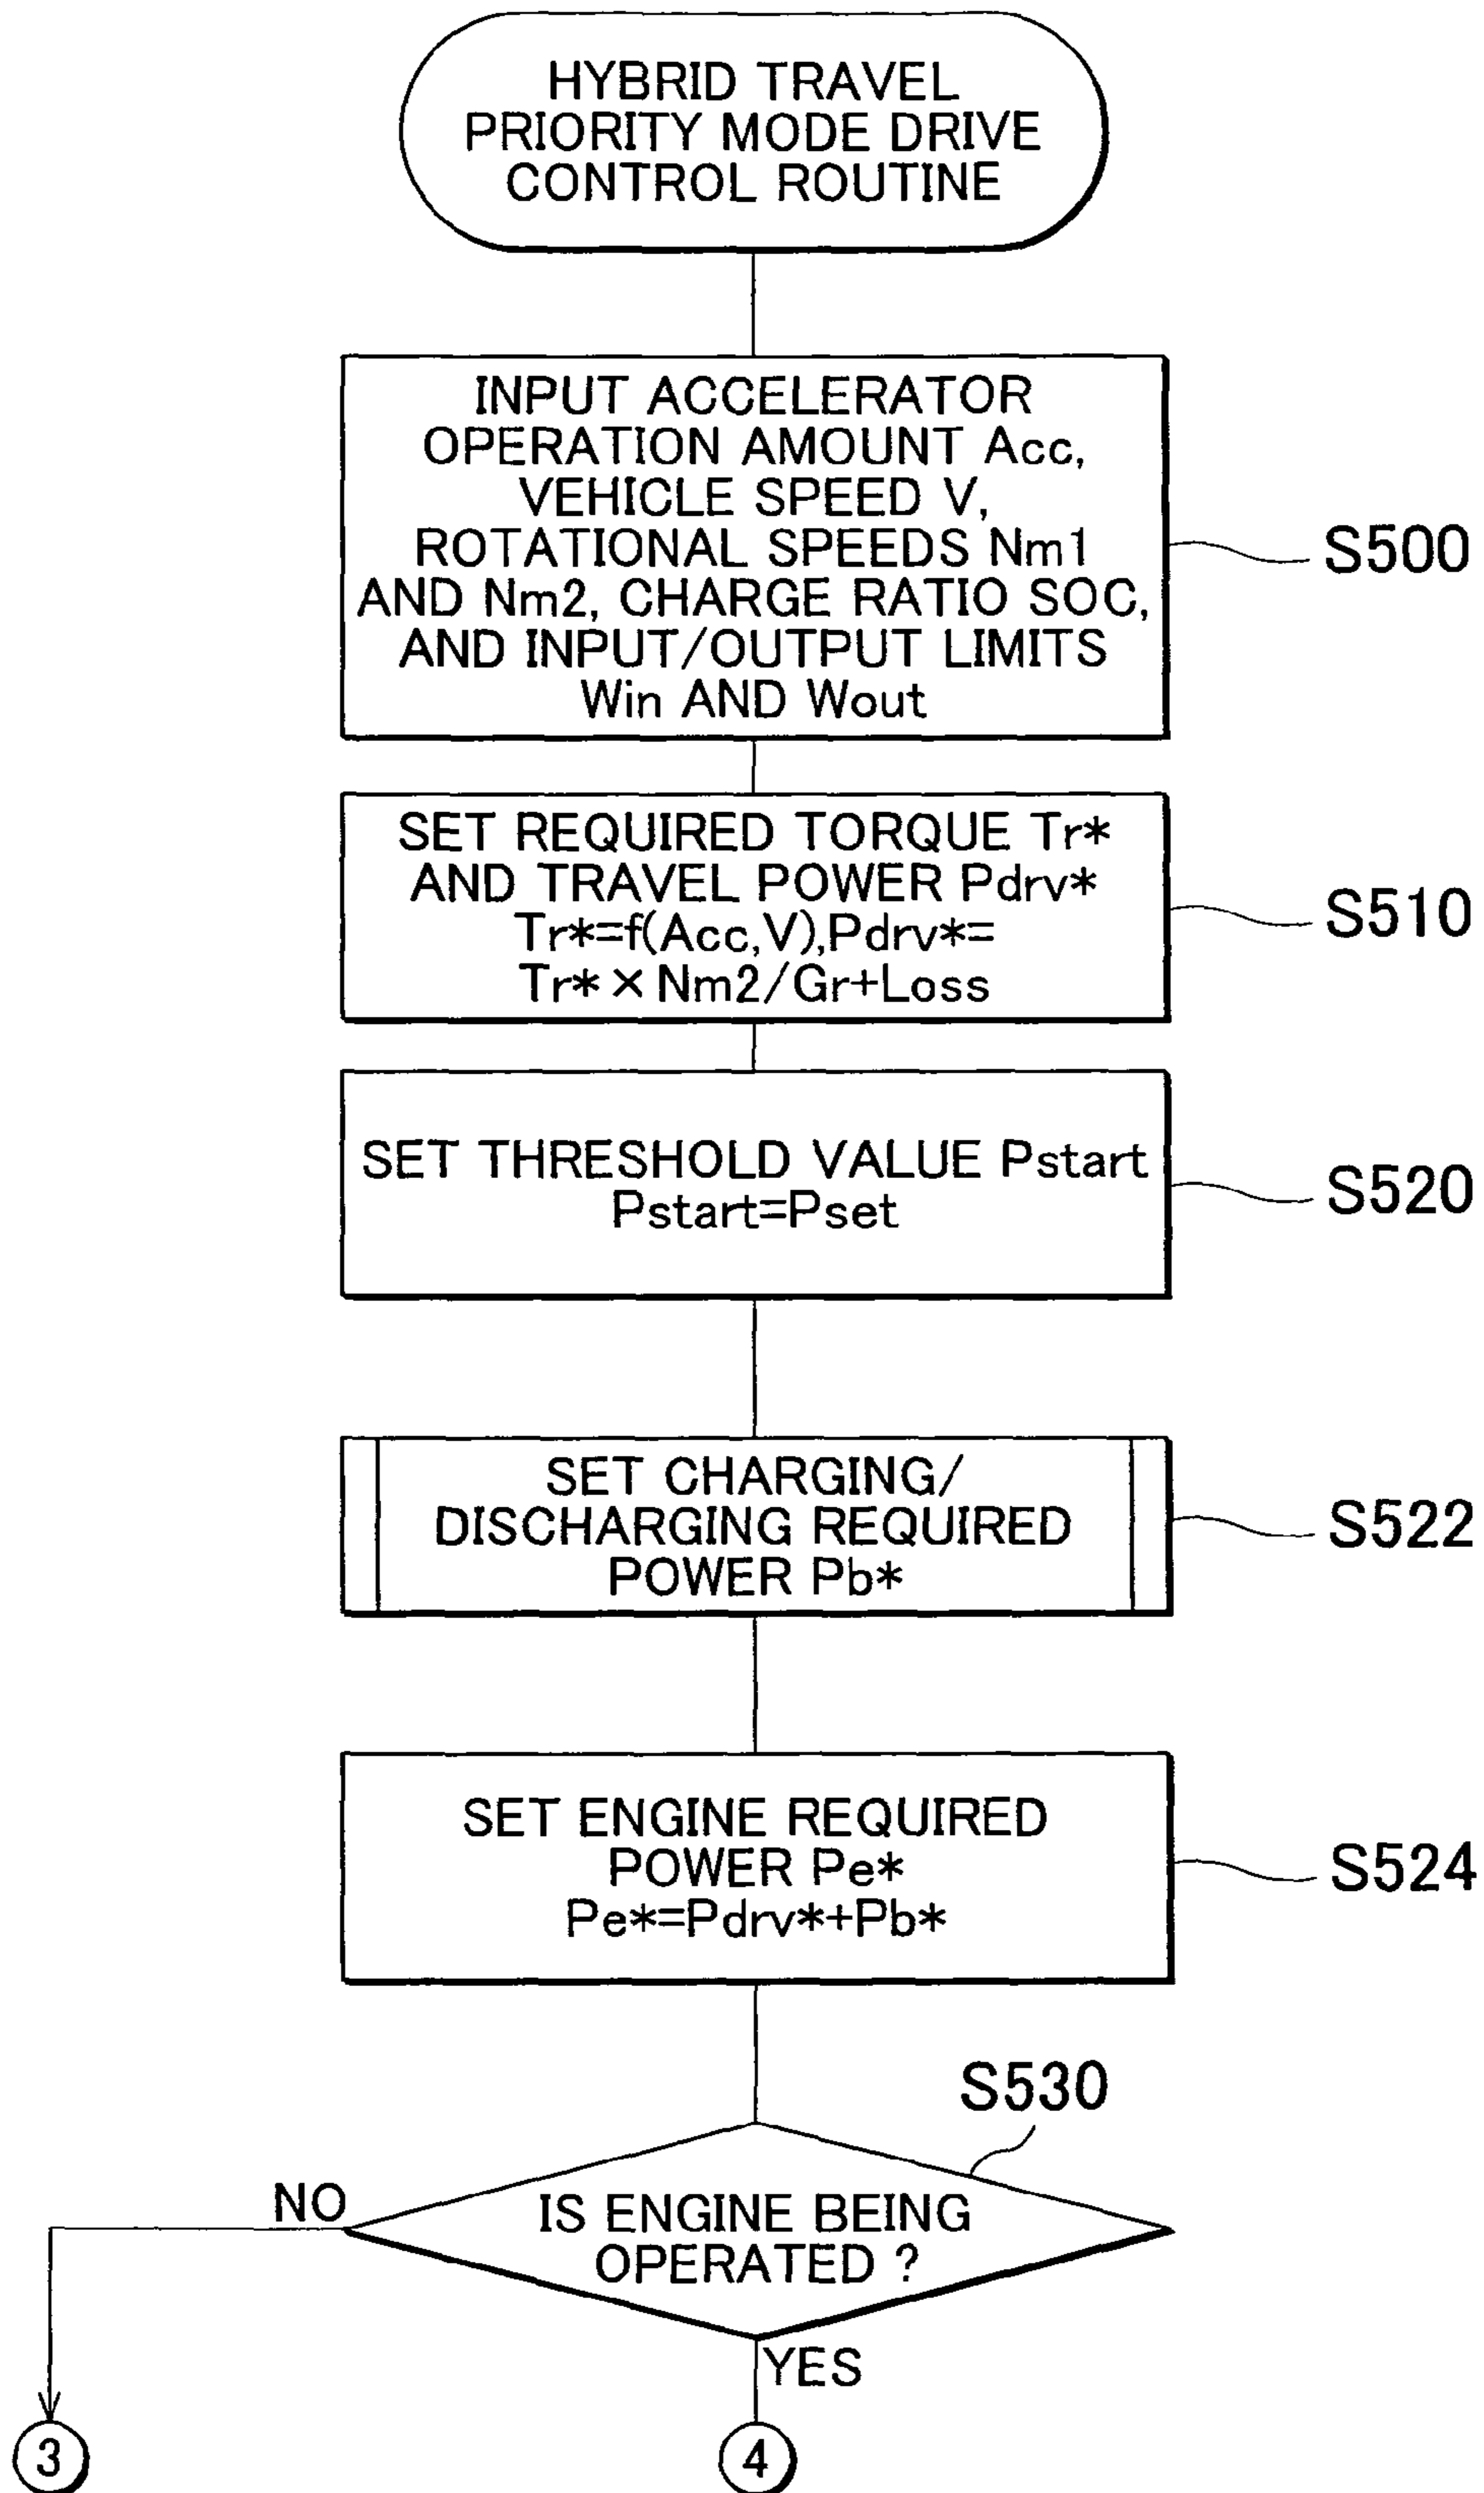 HYBRID TRAVEL
PRIORITY MODE DRIVE
CONTROL ROUTINE
INPUT ACCELERATOR
OPERATION AMOUNT Acc,
VEHICLE SPEED V,
ROTATIONAL SPEEDS Nm1
AND Nm2, CHARGE RATIO SOC,
AND INPUT/OUTPUT LIMITS
Win AND Wout
S500
SET REQUIRED TORQUE Tr*
AND TRAVEL POWER Pdrv*
Tr*=f(Acc,V),Pdrv*=
Tr*×Nm2/Gr+Loss
S510
SET THRESHOLD VALUE Pstart
Pstart=Pset
S520
SET CHARGING/
DISCHARGING REQUIRED
POWER Pb*
S522
SET ENGINE REQUIRED
POWER Pe*
Pe*=Pdrv*+Pb*
S524
S530
IS ENGINE BEING
OPERATED ?
NO
YES
3
4